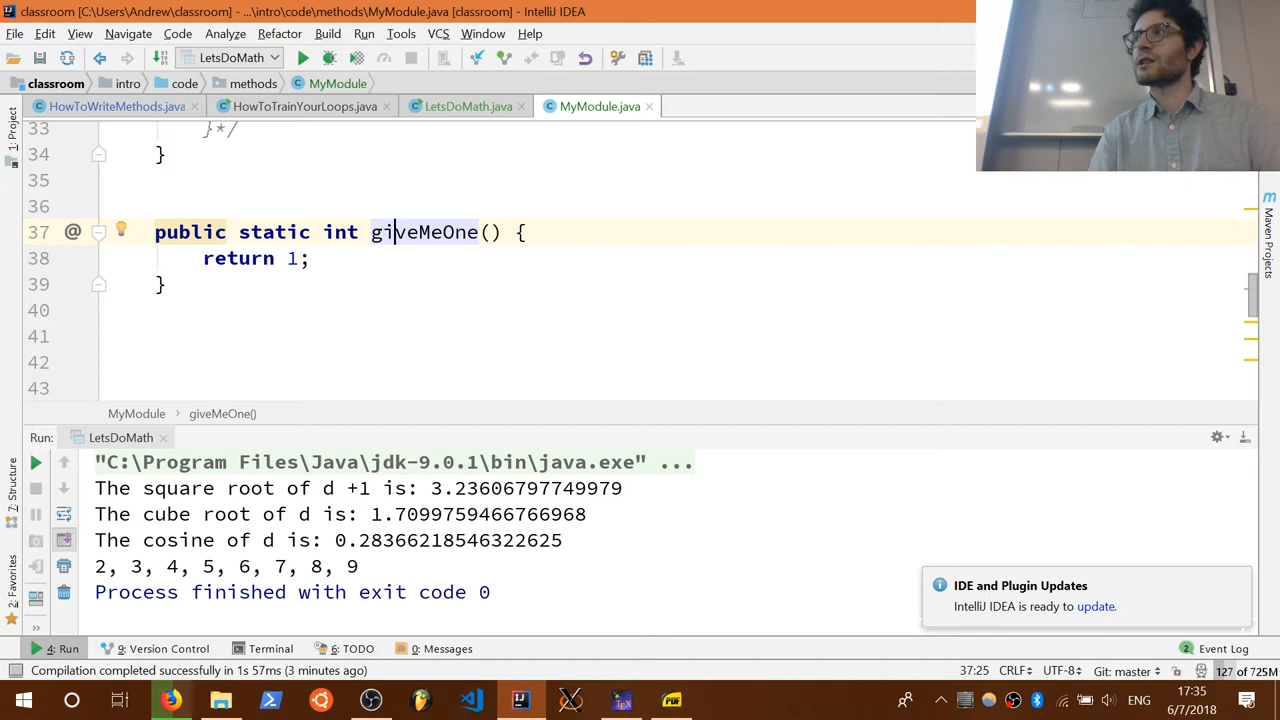 classroom [C:\Users\Andrew\classroom] - ...\intro\code\methods\MyModule.java [classroom] - IntelliJ IDEA
File Edit View Navigate Code Analyze Refactor Build Run Tools VCS Window Help
LetsDoMath
classroom intro code methods MyModule
HowToWriteMethods.java HowToTrainYourLoops.java LetsDoMath.java MyModule.java
1: Project
Maven Projects
33 }*/
34 }
35
36
37 @ public static int giveMeOne() {
38 return 1;
39 }
40
41
42
43
MyModule giveMeOne()
Run: LetsDoMath
"C:\Program Files\Java\jdk-9.0.1\bin\java.exe" ...
The square root of d +1 is: 3.23606797749979
The cube root of d is: 1.7099759466766968
The cosine of d is: 0.28366218546322625
2, 3, 4, 5, 6, 7, 8, 9
Process finished with exit code 0
7: Structure
2: Favorites
IDE and Plugin Updates
IntelliJ IDEA is ready to update.
4: Run 9: Version Control Terminal 6: TODO 0: Messages 2 Event Log
Compilation completed successfully in 1s 57ms (3 minutes ago) 37:25 CRLF UTF-8 Git: master 127 of 725M
ENG 17:35
6/7/2018